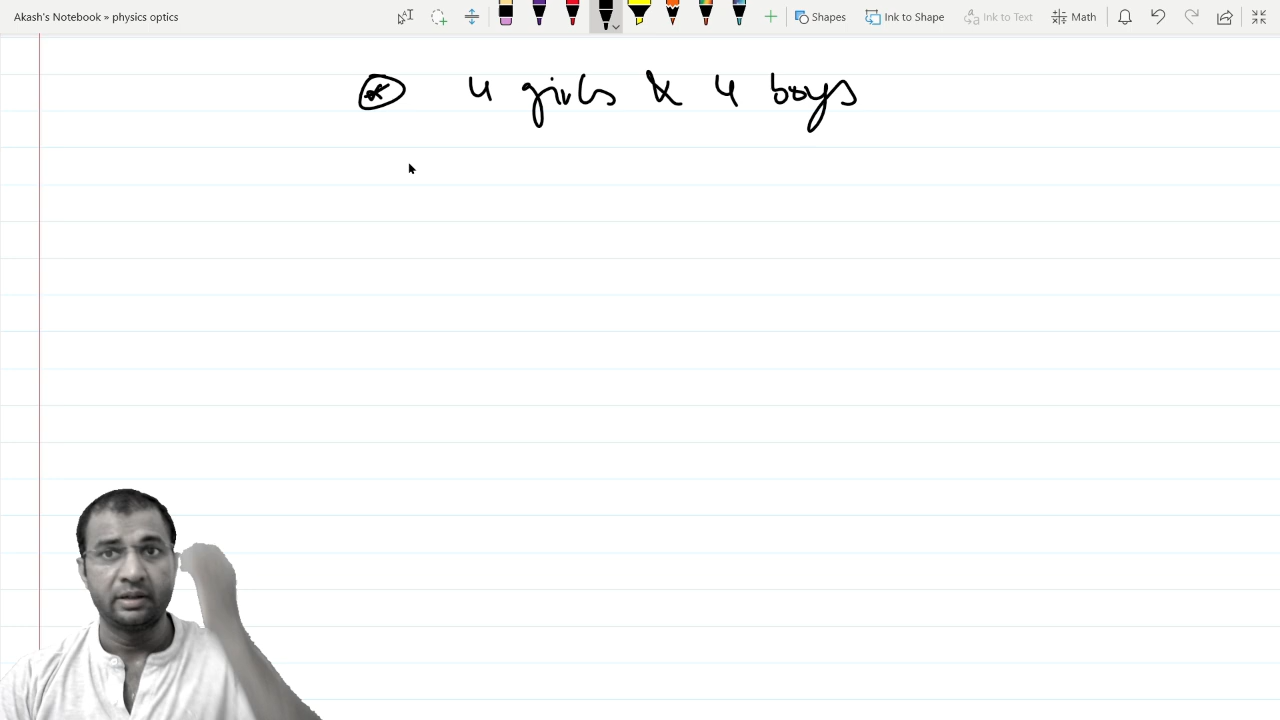 Akash's Notebook » physics optics
Shapes
Ink to Shape
Ink to Text
Math
4 girls & 4 boys